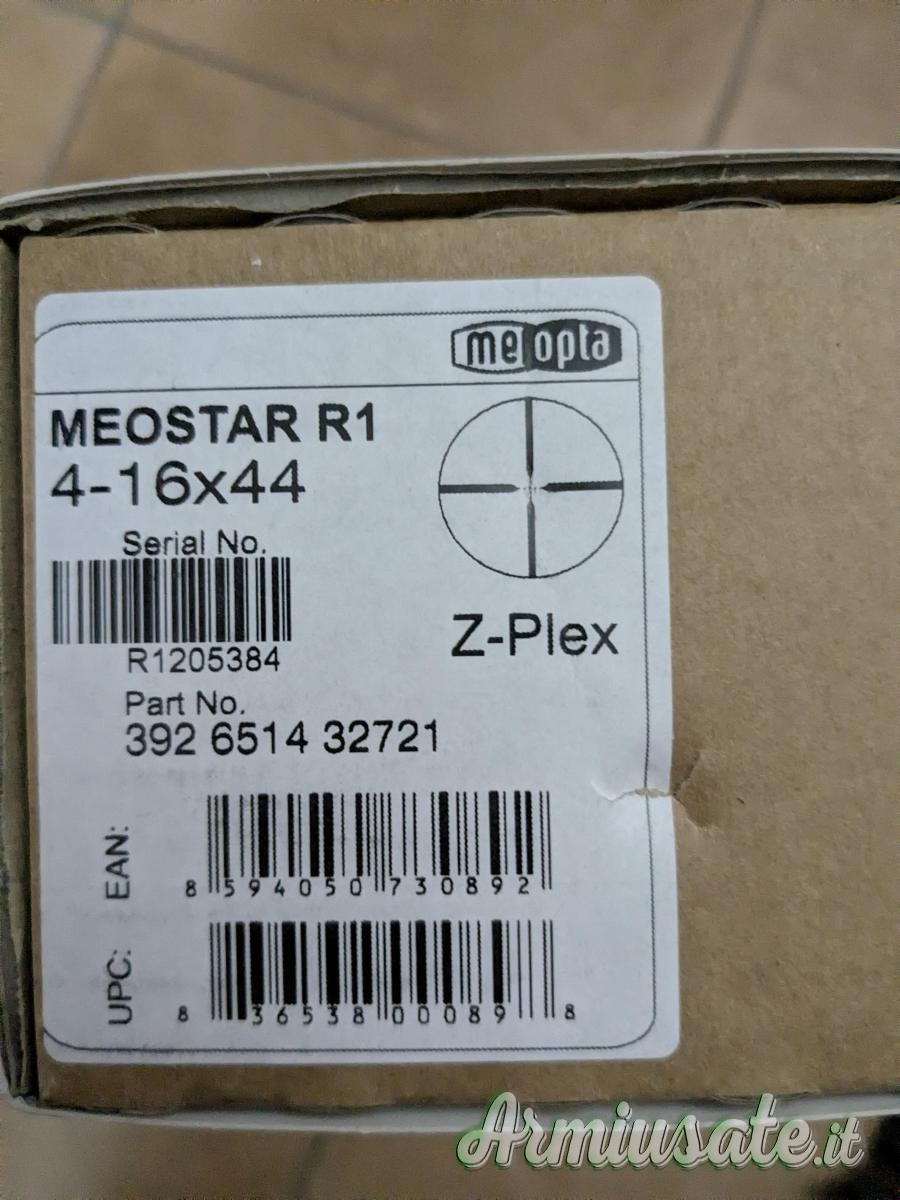 meopta
MEOSTAR R1
4-16x44
Serial No.
R1205384
Z-Plex
Part No.
392 6514 32721
EAN:
8 594050 730892
UPC:
8 36538 00089 8
Armiusate.it